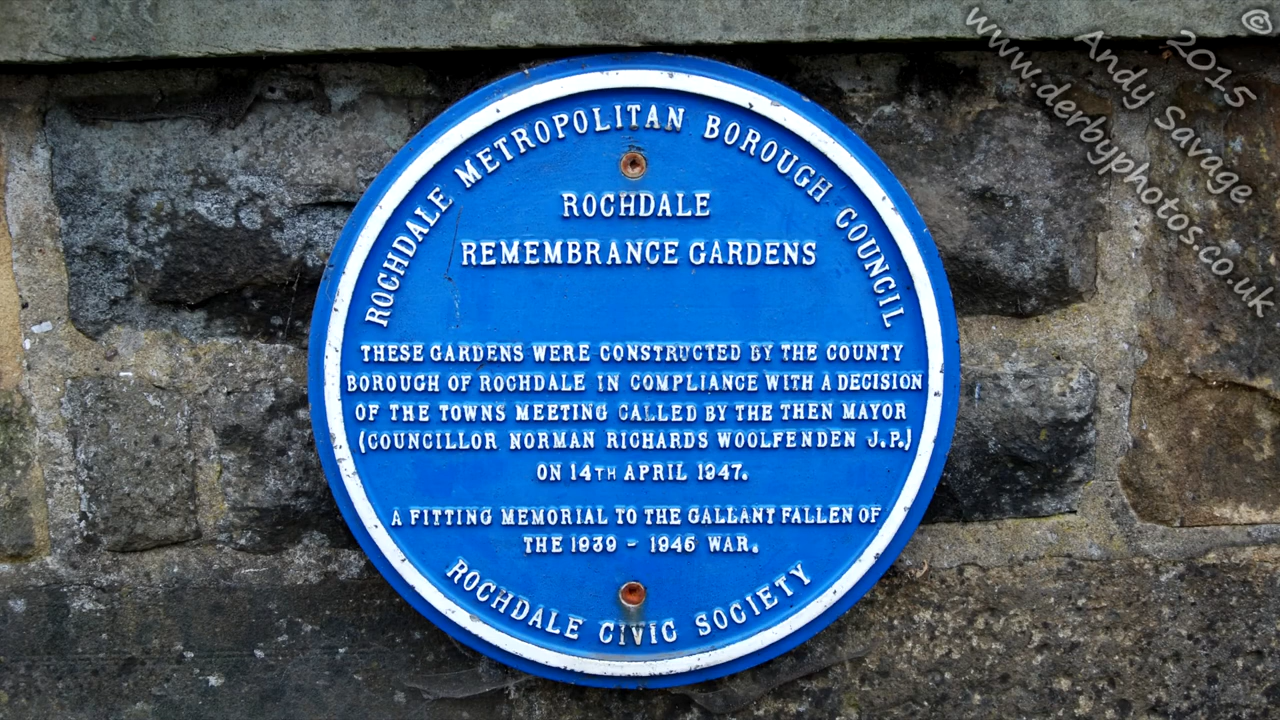 ROCHDALE METROPOLITAN BOROUGH COUNCIL
ROCHDALE
REMEMBRANCE GARDENS
THESE GARDENS WERE CONSTRUCTED BY THE COUNTY
BOROUGH OF ROCHDALE IN COMPLIANCE WITH A DECISION
OF THE TOWNS MEETING CALLED BY THE THEN MAYOR
(COUNCILLOR NORMAN RICHARDS WOOLFENDEN J.P.)
ON 14TH APRIL 1947.
A FITTING MEMORIAL TO THE GALLANT FALLEN OF
THE 1939 - 1945 WAR.
ROCHDALE CIVIC SOCIETY
© 2015
Andy Savage
www.derbyphotos.co.uk